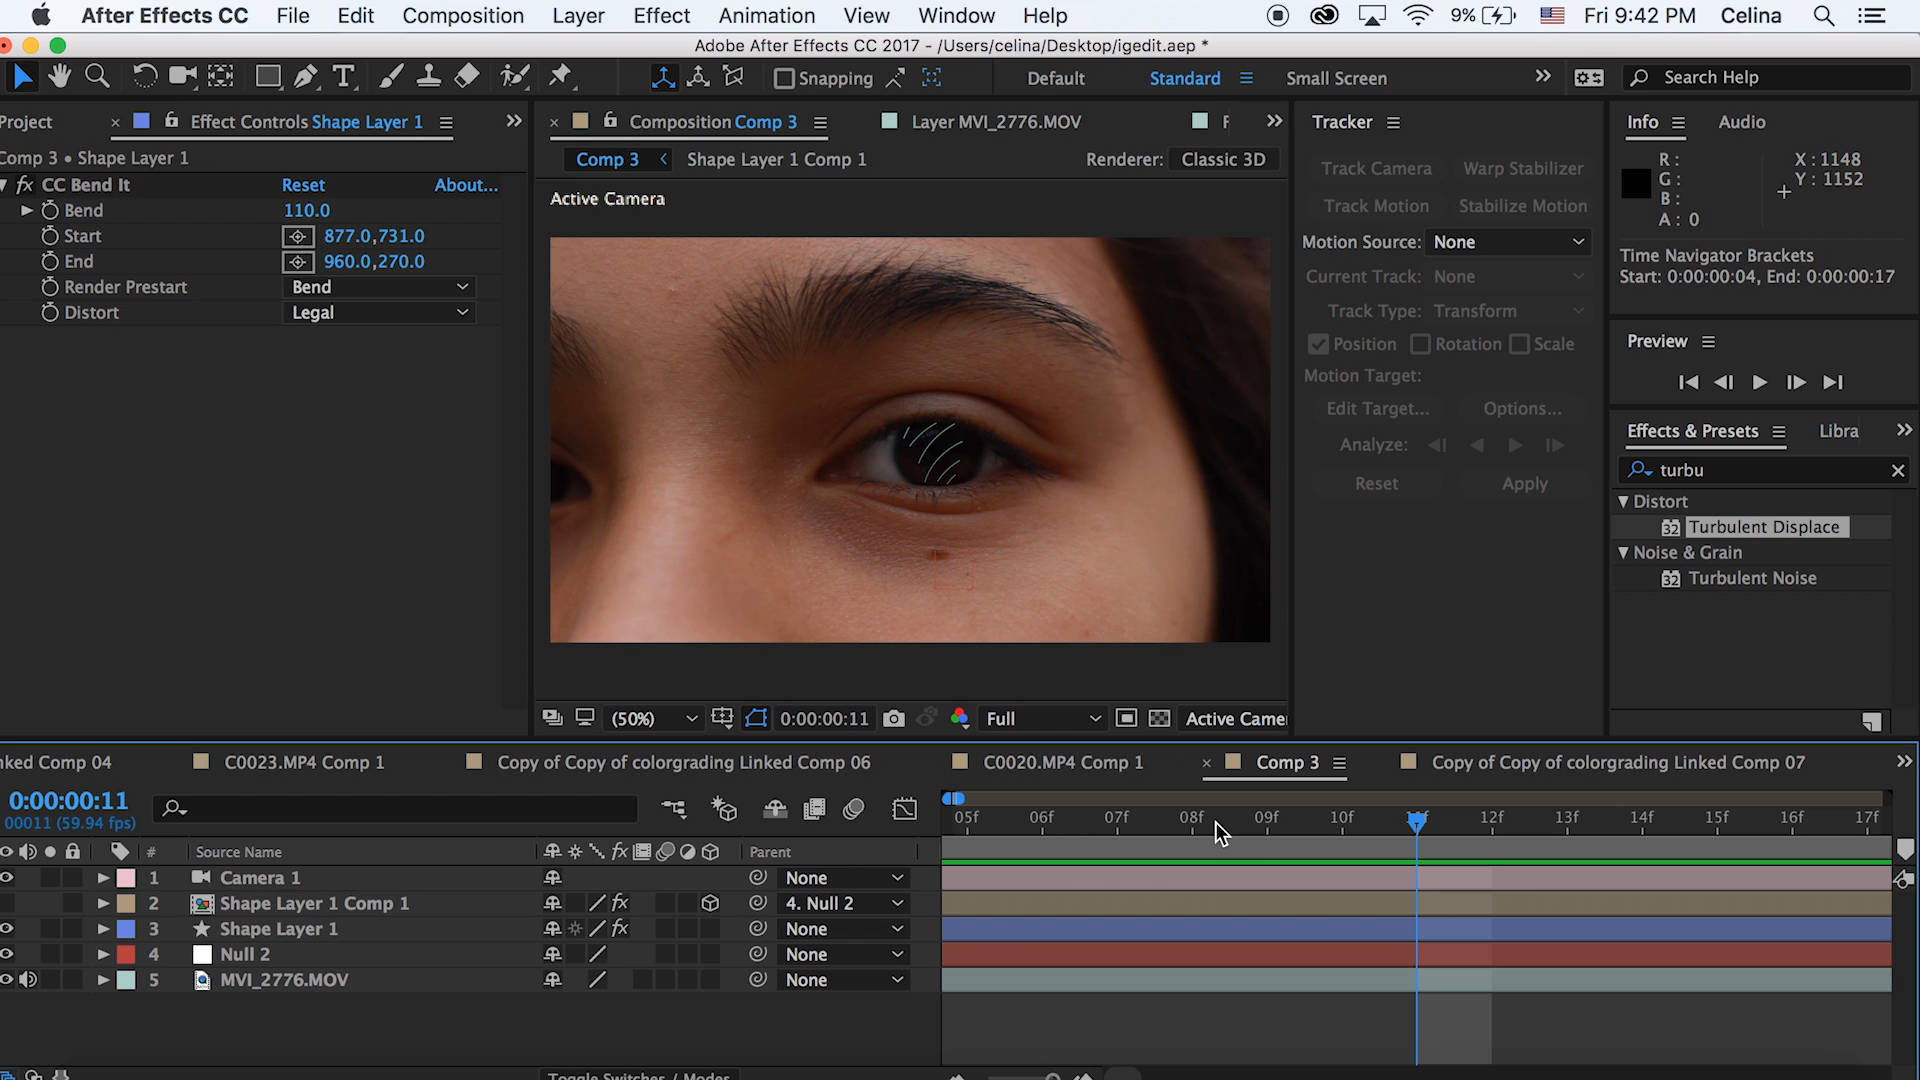 After Effects CC File Edit Composition Layer Effect Animation View Window Help 9% Fri 9:42 PM Celina
Adobe After Effects CC 2017 - /Users/celina/Desktop/igedit.aep *
Snapping Default Standard Small Screen Search Help
Project Effect Controls Shape Layer 1
Comp 3 • Shape Layer 1
fx CC Bend It Reset About...
Bend 110.0
Start 877.0,731.0
End 960.0,270.0
Render Prestart Bend
Distort Legal
Composition Comp 3 Layer MVI_2776.MOV F
Comp 3 Shape Layer 1 Comp 1 Renderer: Classic 3D
Active Camera
(50%) 0:00:00:11 Full Active Came
Tracker
Track Camera Warp Stabilizer
Track Motion Stabilize Motion
Motion Source: None
Current Track: None
Track Type: Transform
Position Rotation Scale
Motion Target:
Edit Target... Options...
Analyze:
Reset Apply
Info Audio
R: X : 1148
G: Y : 1152
B:
A: 0
Time Navigator Brackets
Start: 0:00:00:04, End: 0:00:00:17
Preview
Effects & Presets Libra
turbu
Distort
32 Turbulent Displace
Noise & Grain
32 Turbulent Noise
nked Comp 04 C0023.MP4 Comp 1 Copy of Copy of colorgrading Linked Comp 06 C0020.MP4 Comp 1 Comp 3 Copy of Copy of colorgrading Linked Comp 07
0:00:00:11
00011 (59.94 fps)
05f 06f 07f 08f 09f 10f 11f 12f 13f 14f 15f 16f 17f
# Source Name fx Parent
1 Camera 1 None
2 Shape Layer 1 Comp 1 fx 4. Null 2
3 Shape Layer 1 fx None
4 Null 2 None
5 MVI_2776.MOV None
Toggle Switches / Modes